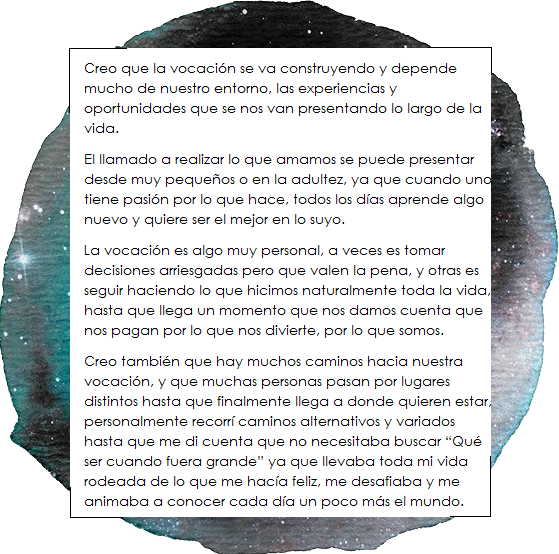 Creo que la vocación se va construyendo y depende
mucho de nuestro entorno, las experiencias y
oportunidades que se nos van presentando lo largo de la
vida.
El llamado a realizar lo que amamos se puede presentar
desde muy pequeños o en la adultez, ya que cuando uno
tiene pasión por lo que hace, todos los días aprende algo
nuevo y quiere ser el mejor en lo suyo.
La vocación es algo muy personal, a veces es tomar
decisiones arriesgadas pero que valen la pena, y otras es
seguir haciendo lo que hicimos naturalmente toda la vida,
hasta que llega un momento que nos damos cuenta que
nos pagan por lo que nos divierte, por lo que somos.
Creo también que hay muchos caminos hacia nuestra
vocación, y que muchas personas pasan por lugares
distintos hasta que finalmente llega a donde quieren estar,
personalmente recorrí caminos alternativos y variados
hasta que me di cuenta que no necesitaba buscar “Qué
ser cuando fuera grande” ya que llevaba toda mi vida
rodeada de lo que me hacía feliz, me desafiaba y me
animaba a conocer cada día un poco más el mundo.